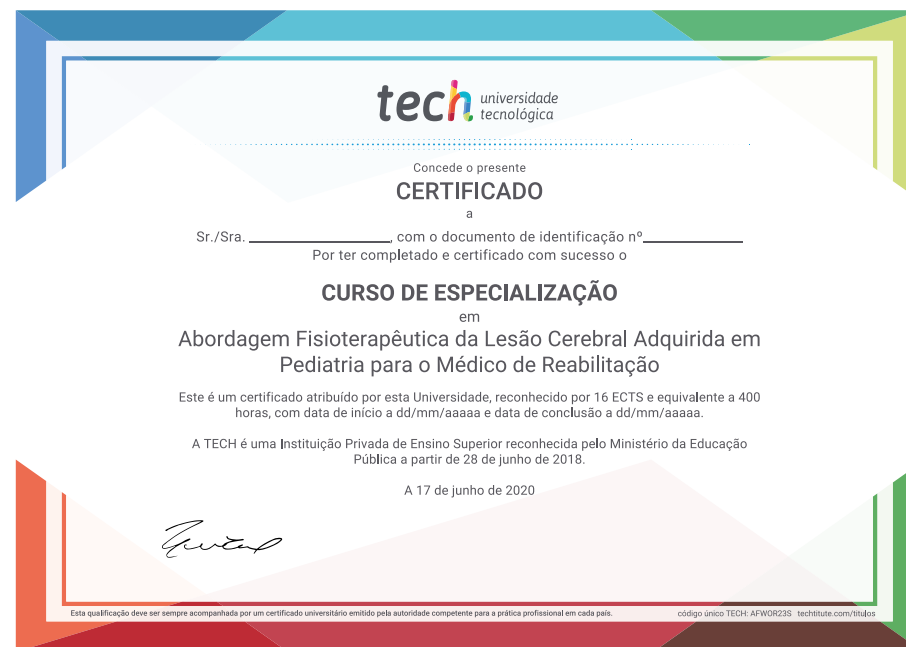 tech universidade
tecnológica
Concede o presente
CERTIFICADO
a
Sr./Sra. ____________________, com o documento de identificação nº______________
Por ter completado e certificado com sucesso o
CURSO DE ESPECIALIZAÇÃO
em
Abordagem Fisioterapêutica da Lesão Cerebral Adquirida em
Pediatria para o Médico de Reabilitação
Este é um certificado atribuído por esta Universidade, reconhecido por 16 ECTS e equivalente a 400
horas, com data de início a dd/mm/aaaaa e data de conclusão a dd/mm/aaaaa.
A TECH é uma Instituição Privada de Ensino Superior reconhecida pelo Ministério da Educação
Pública a partir de 28 de junho de 2018.
A 17 de junho de 2020
Esta qualificação deve ser sempre acompanhada por um certificado universitário emitido pela autoridade competente para a prática profissional em cada país.
código único TECH: AFWOR23S techtitute.com/titulos